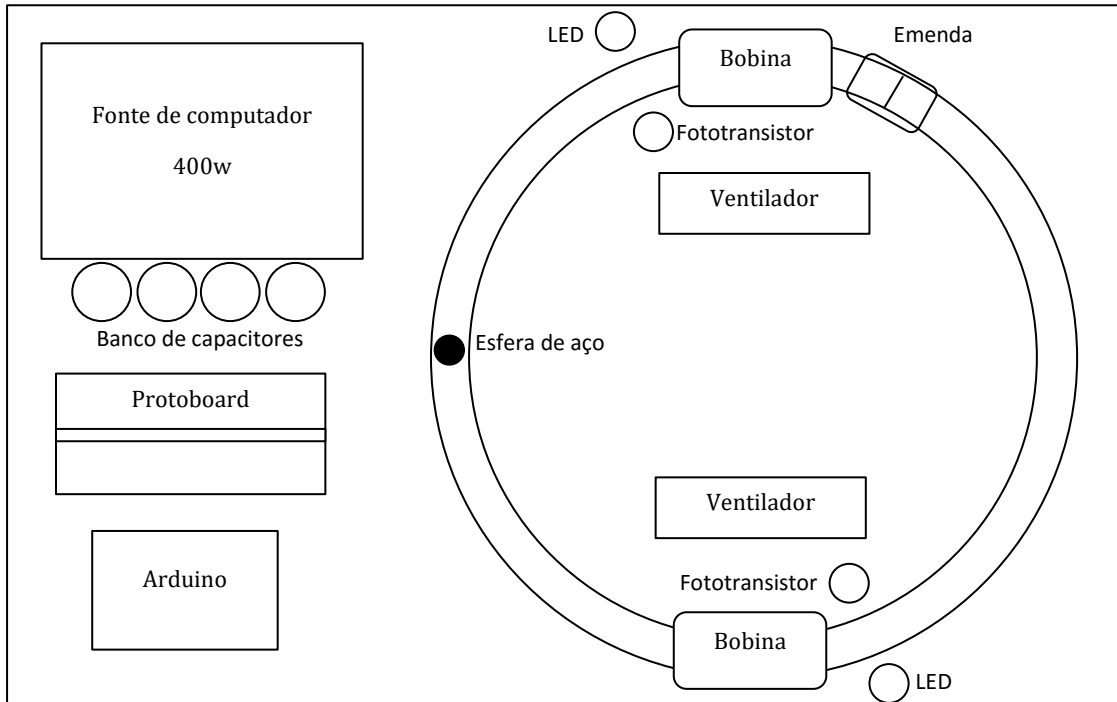 Fonte de computador
400w
Banco de capacitores
Protoboard
Arduino
LED
Bobina
Emenda
Fototransistor
Ventilador
Esfera de aço
Ventilador
Fototransistor
Bobina
LED